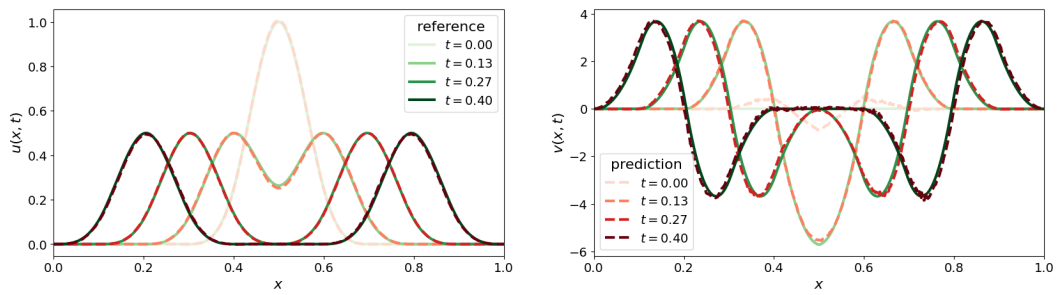 u(x, t)
1.0
0.8
0.6
0.4
0.2
0.0
0.0 0.2 0.4 0.6 0.8 1.0
x
reference
t = 0.00
t = 0.13
t = 0.27
t = 0.40
v(x, t)
4
2
0
−2
−4
−6
0.0 0.2 0.4 0.6 0.8 1.0
x
prediction
t = 0.00
t = 0.13
t = 0.27
t = 0.40